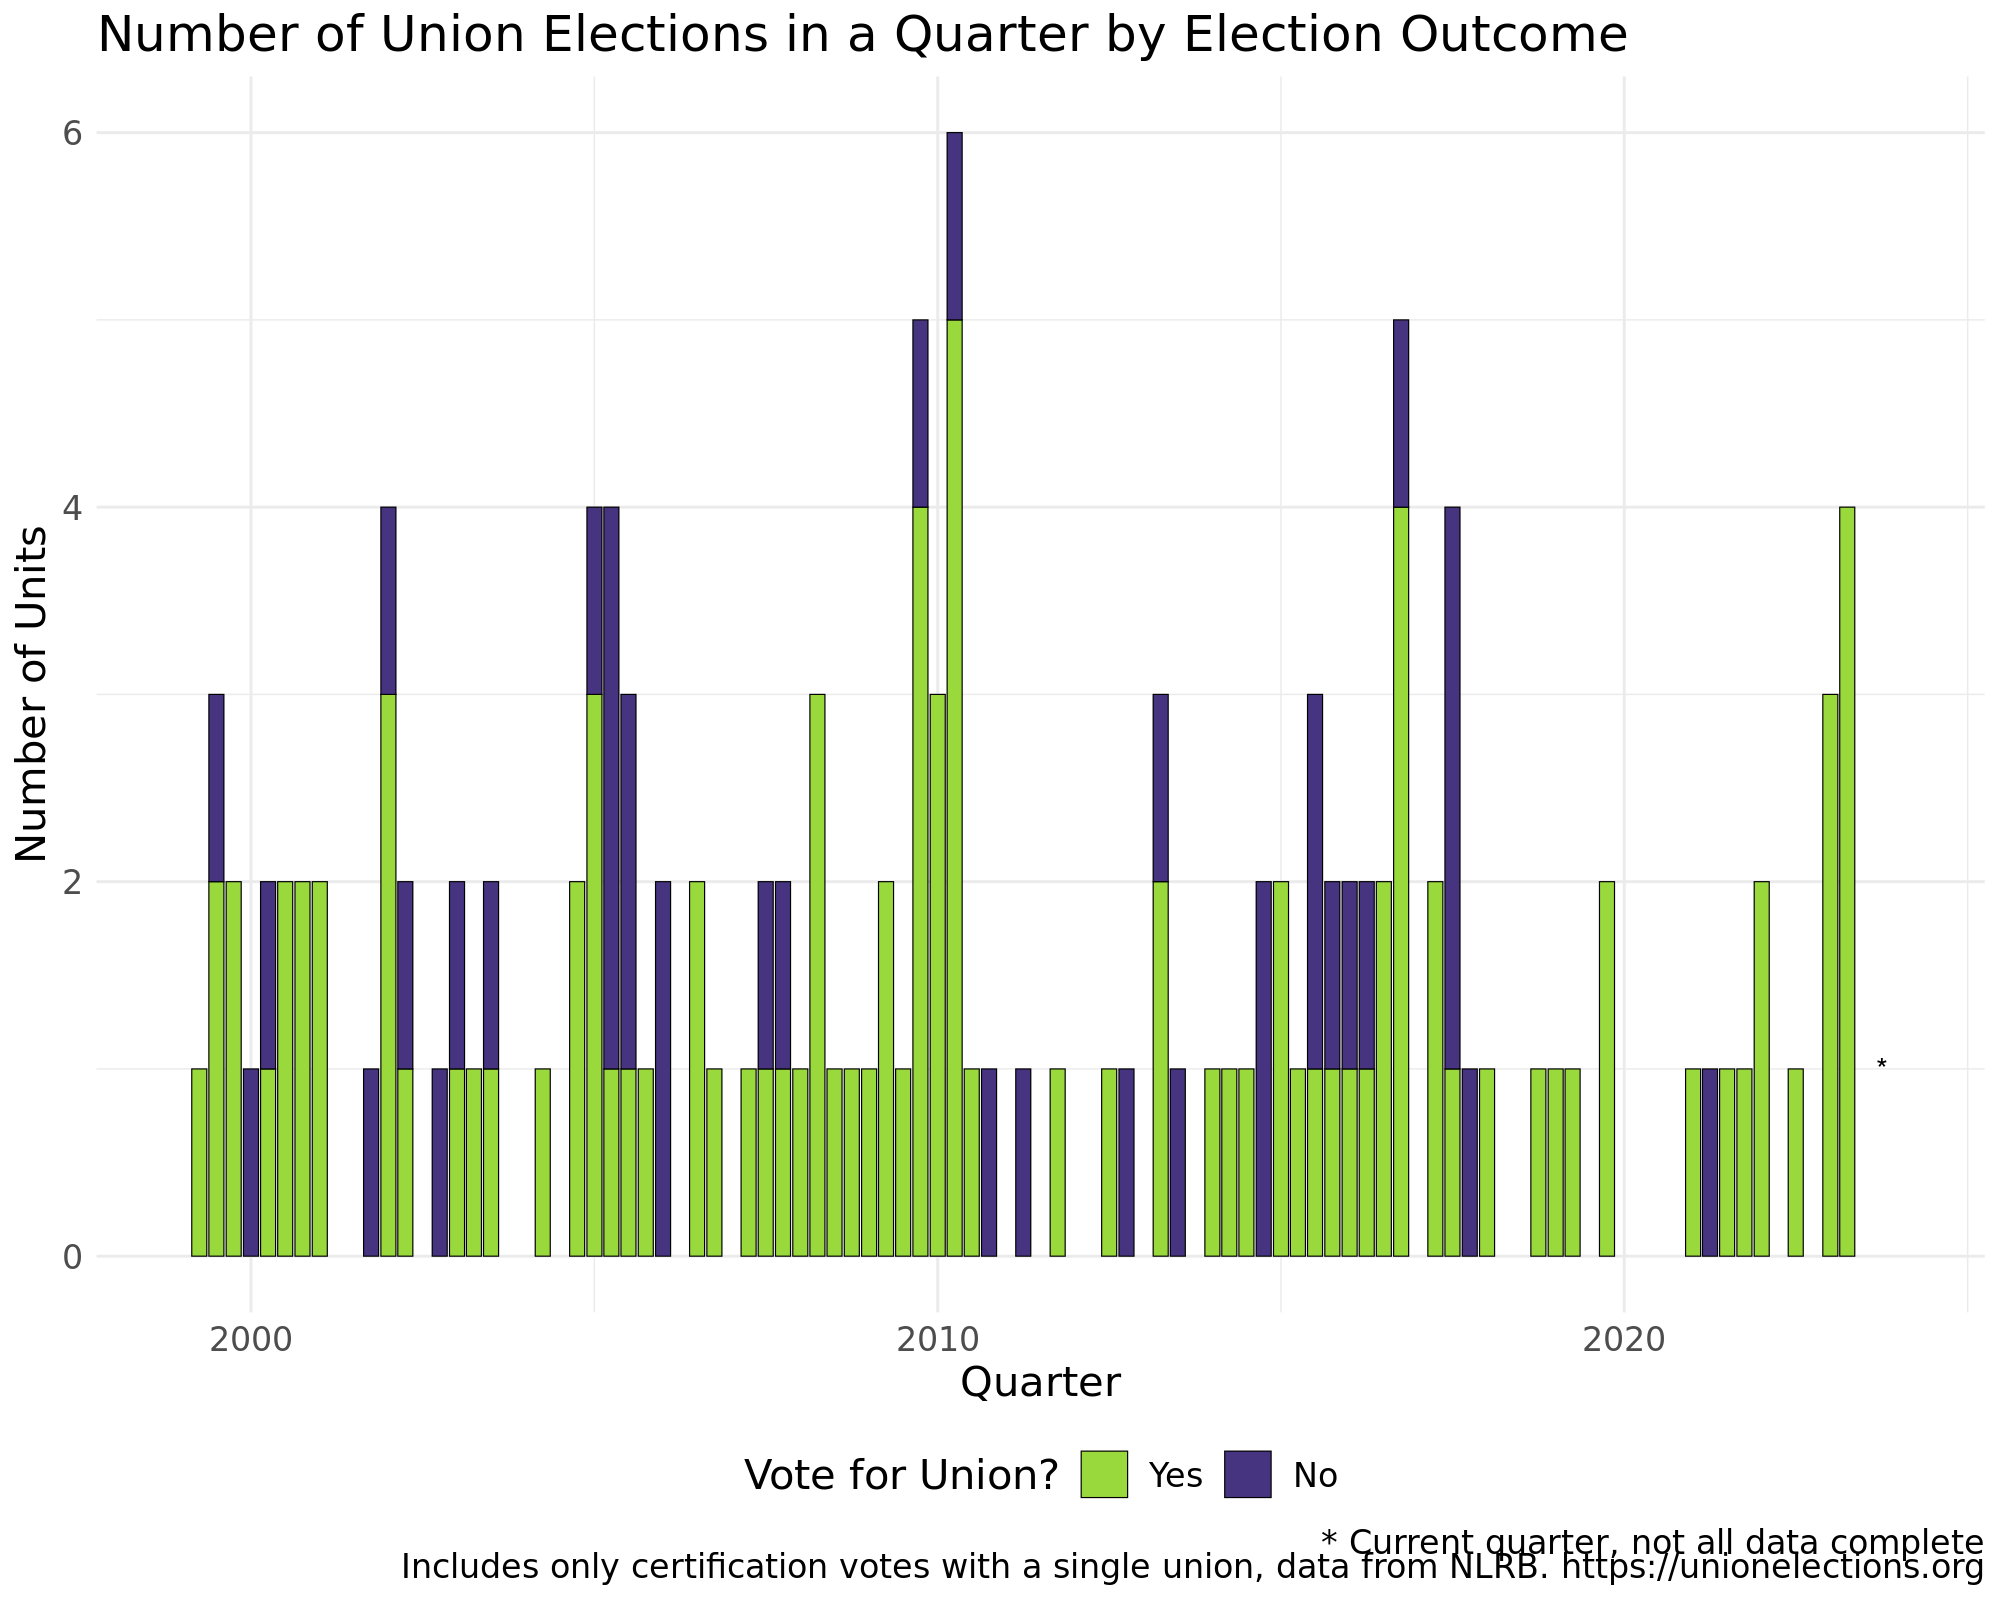 Number of Union Elections in a Quarter by Election Outcome
Number of Units
6
4
2
0
*
2000 2010 2020
Quarter
Vote for Union? Yes No
* Current quarter, not all data complete
Includes only certification votes with a single union, data from NLRB. https://unionelections.org